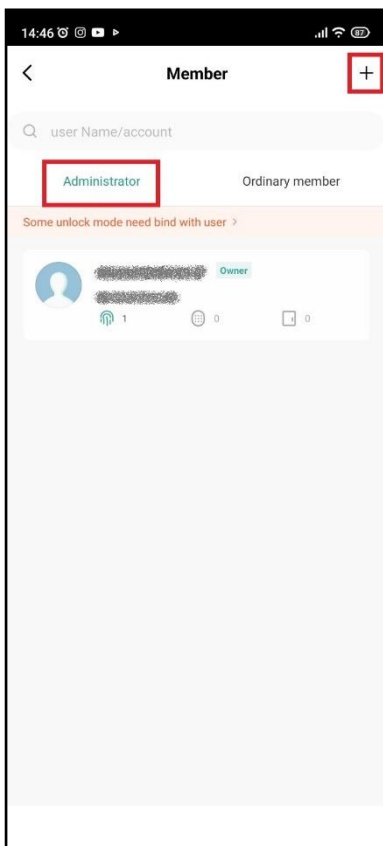 14:46 87
Member +
user Name/account
Administrator Ordinary member
Some unlock mode need bind with user >
Owner
1 0 0